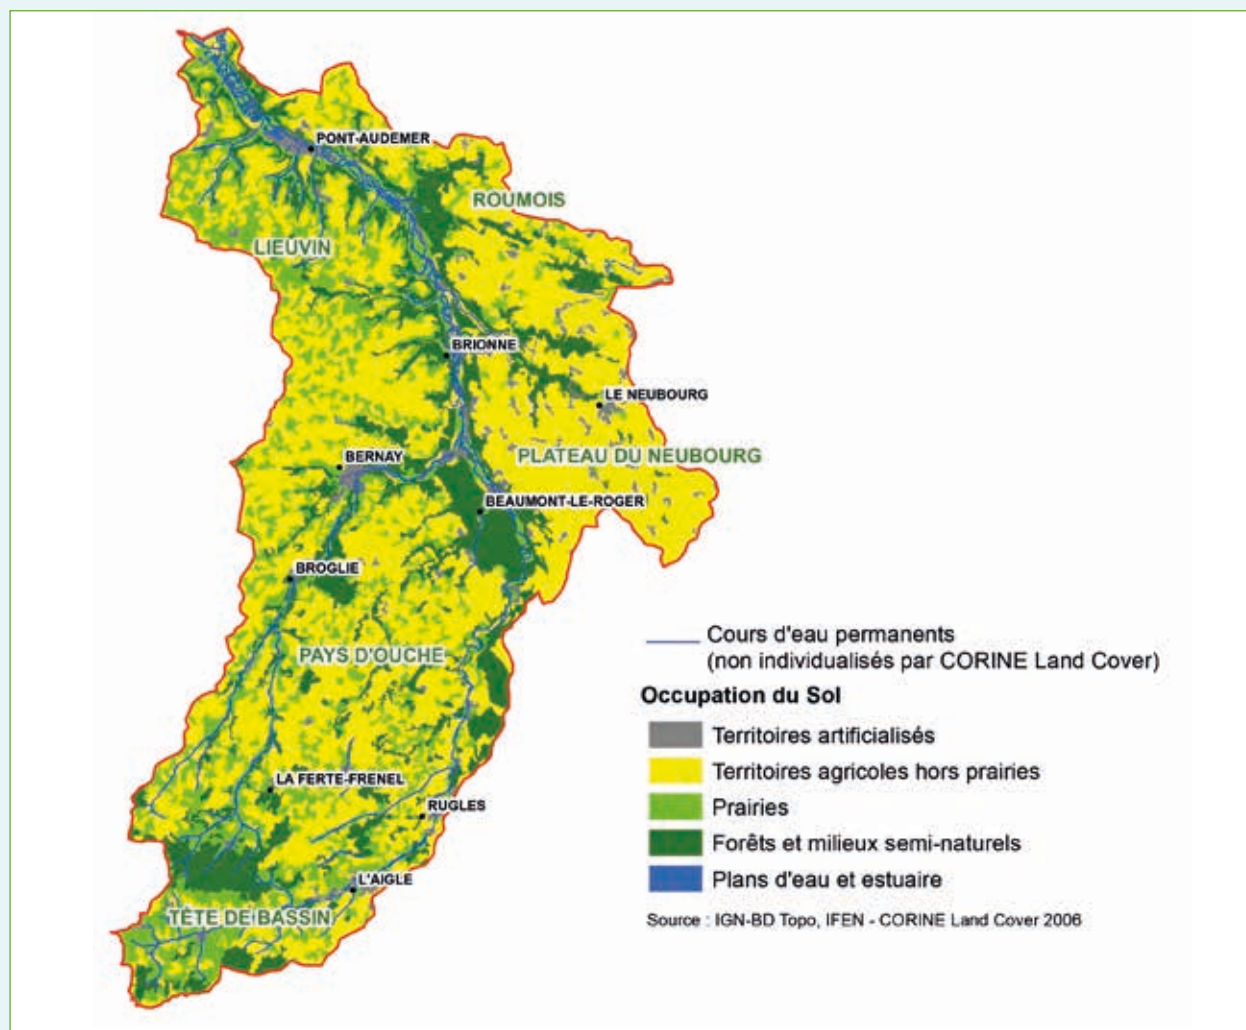 PONT-AUDEMER
ROUMOIS
LIEUVIN
BRIONNE
LE NEUBOURG
BERNAY
PLATEAU DU NEUBOURG
BEAUMONT-LE-ROGER
BROGLIE
PAYS D'OUCHE
LA FERTE-FRENEL
RUGLES
L'AIGLE
TÊTE DE BASSIN
Cours d'eau permanents
(non individualisés par CORINE Land Cover)
Occupation du Sol
Territoires artificialisés
Territoires agricoles hors prairies
Prairies
Forêts et milieux semi-naturels
Plans d'eau et estuaire
Source : IGN-BD Topo, IFEN - CORINE Land Cover 2006